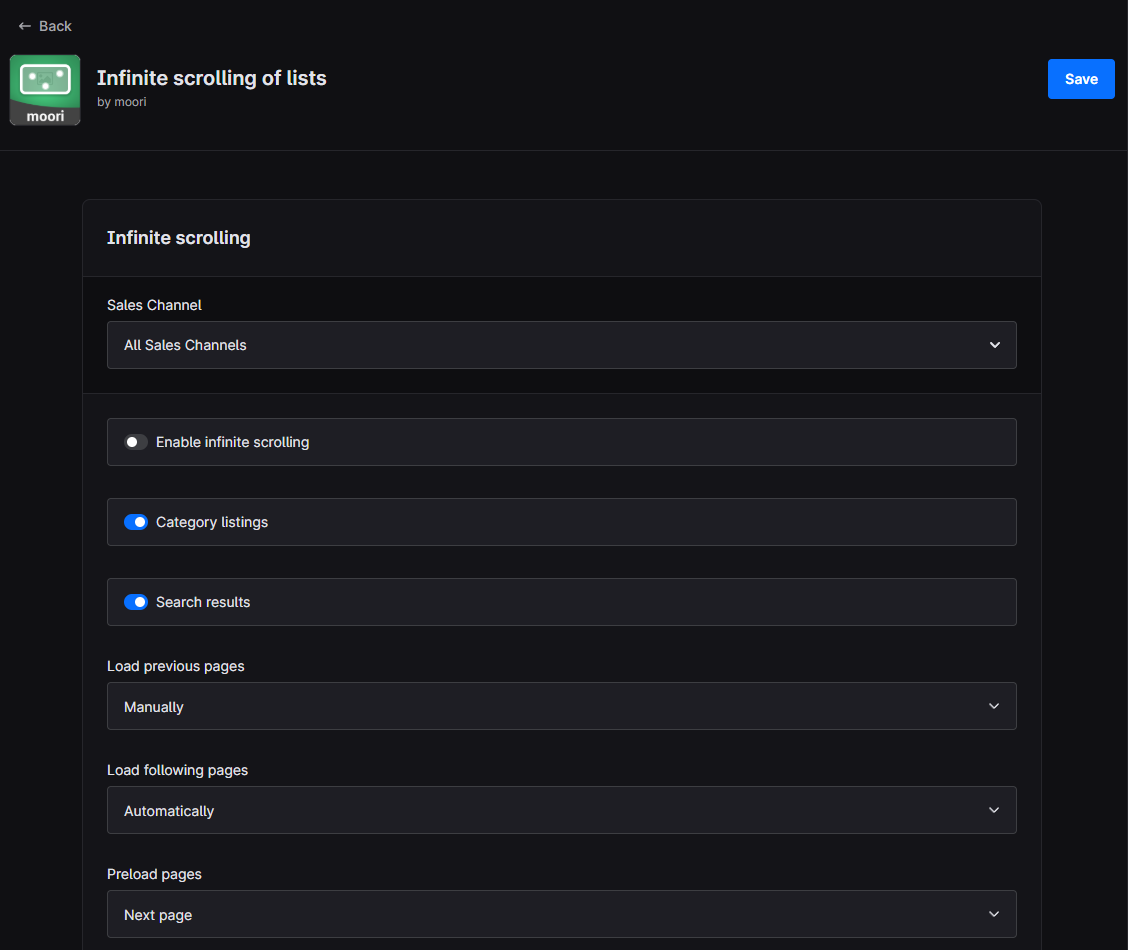 Back
Infinite scrolling of lists
by moori
moori
Save
Infinite scrolling
Sales Channel
All Sales Channels
Enable infinite scrolling
Category listings
Search results
Load previous pages
Manually
Load following pages
Automatically
Preload pages
Next page